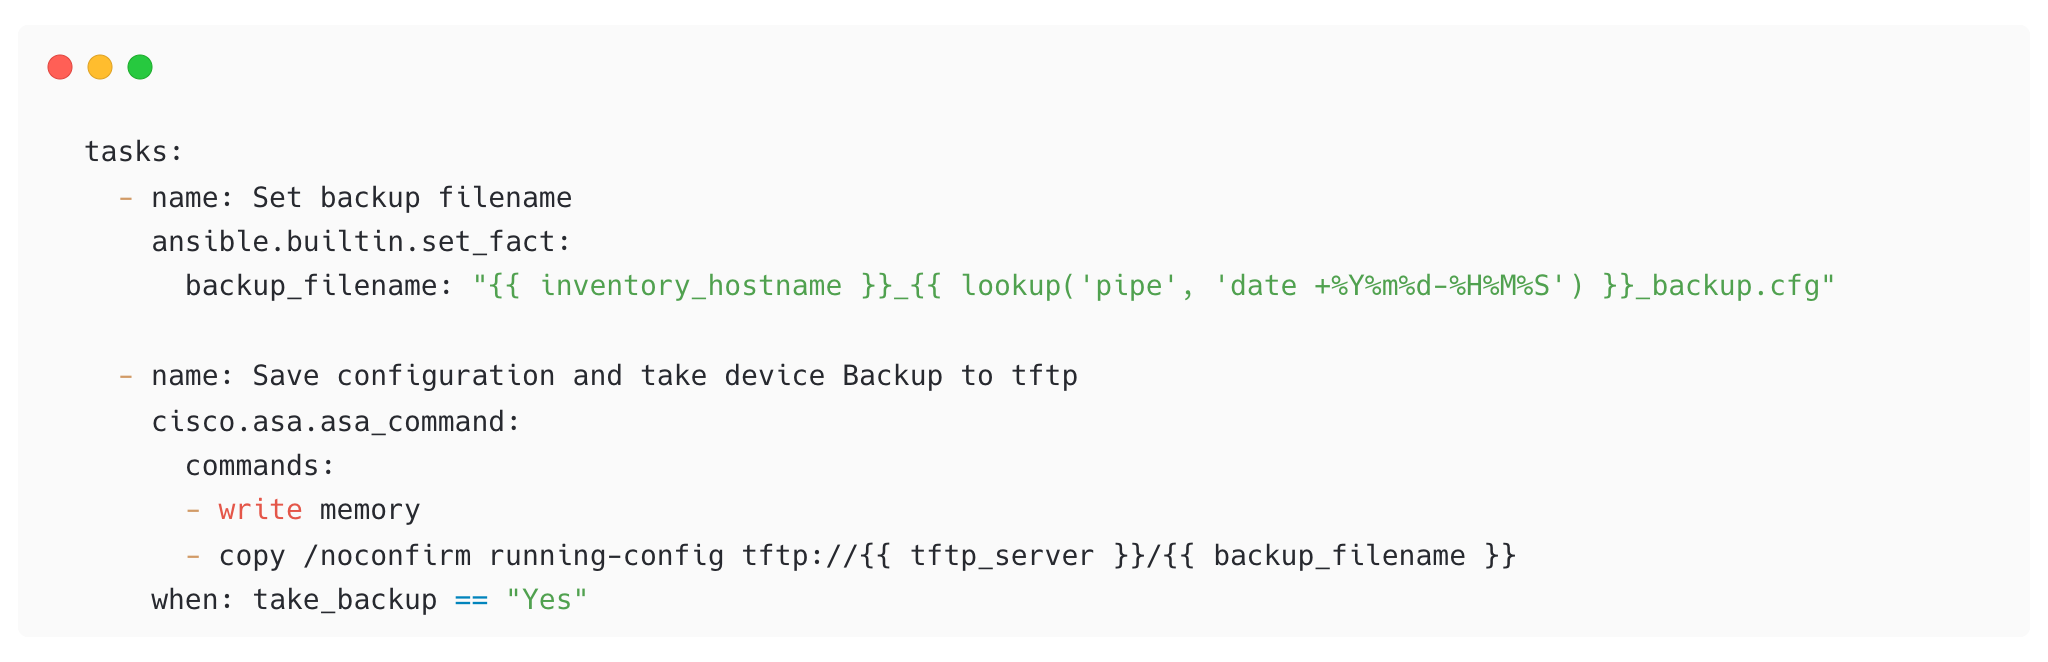 tasks:
  - name: Set backup filename
    ansible.builtin.set_fact:
      backup_filename: "{{ inventory_hostname }}_{{ lookup('pipe', 'date +%Y%m%d-%H%M%S') }}_backup.cfg"

  - name: Save configuration and take device Backup to tftp
    cisco.asa.asa_command:
      commands:
      - write memory
      - copy /noconfirm running-config tftp://{{ tftp_server }}/{{ backup_filename }}
    when: take_backup == "Yes"